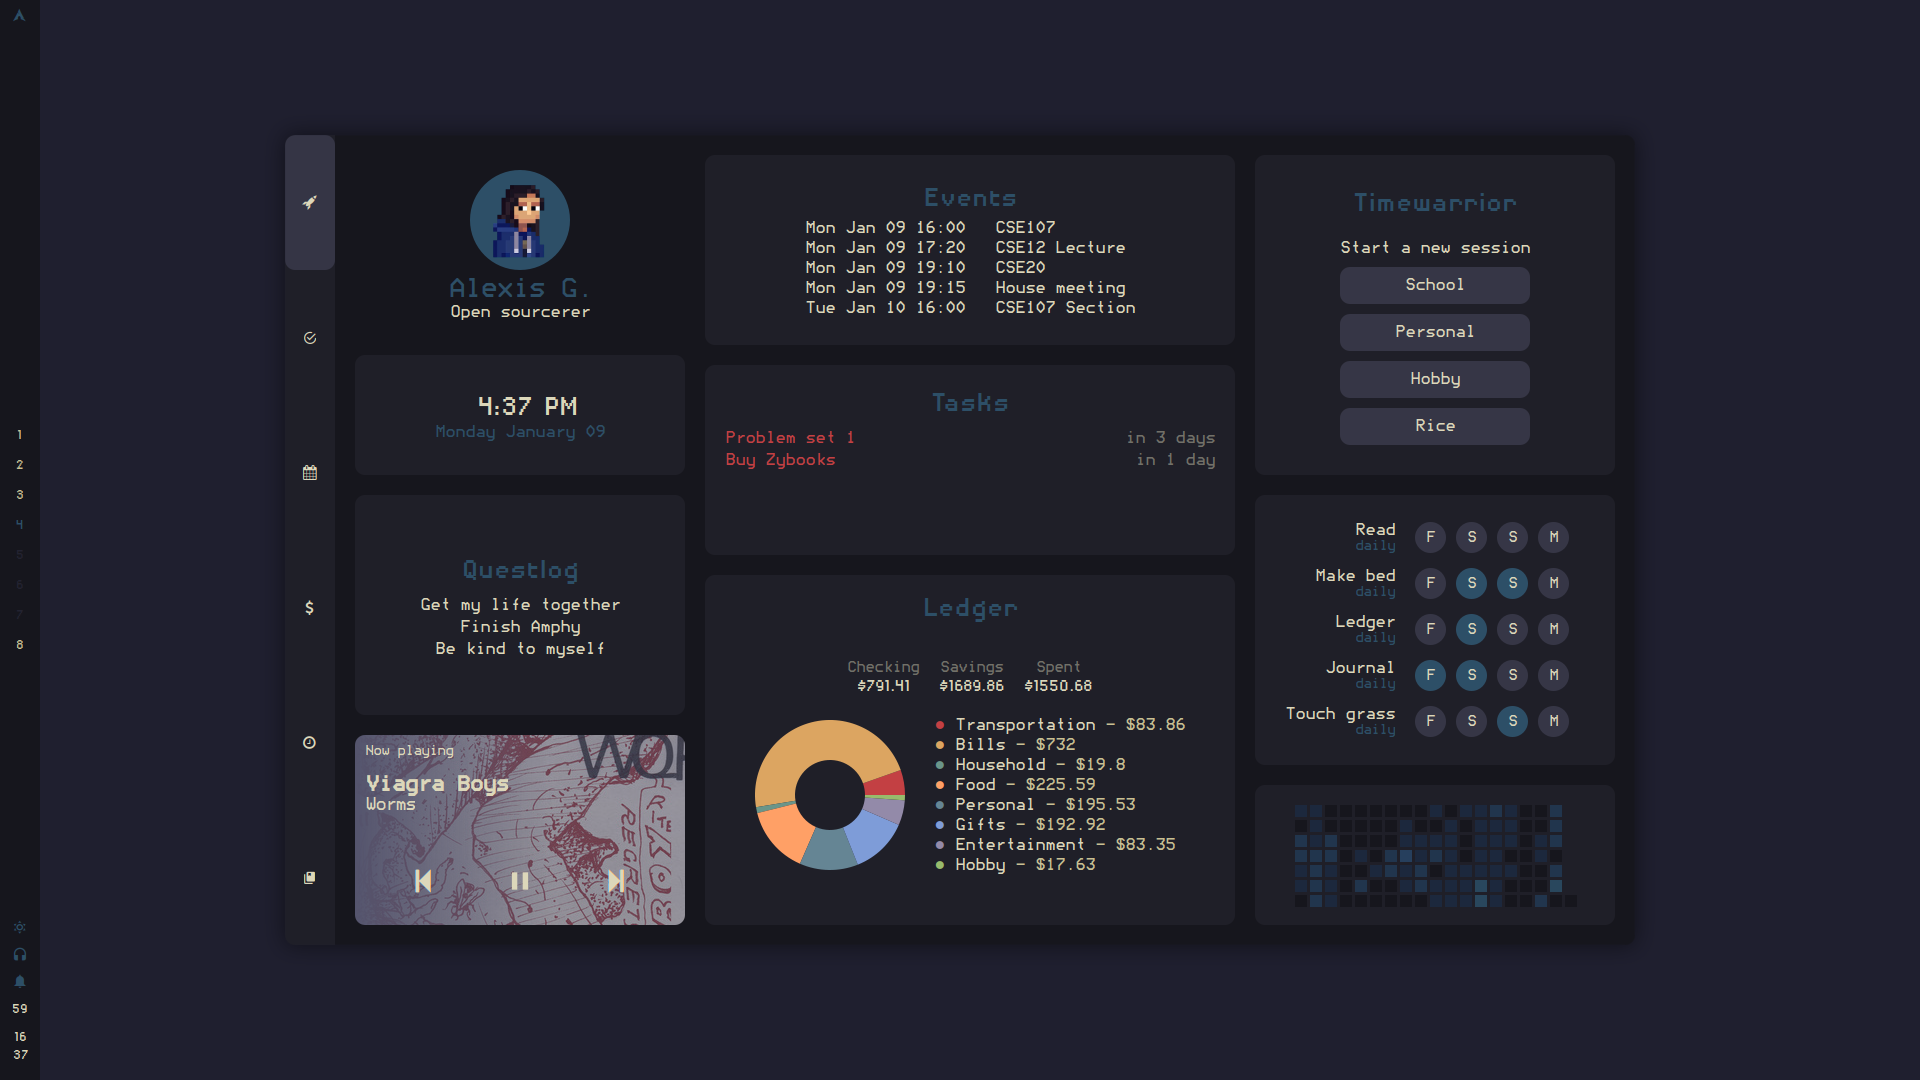 1
2
3
4
5
6
7
8
59
16
37
Alexis G.
Open sourcerer
4:37 PM
Monday January 09
Questlog
Get my life together
Finish Amphy
Be kind to myself
Now playing
Viagra Boys
Worms
Events
Mon Jan 09 16:00 CSE107
Mon Jan 09 17:20 CSE12 Lecture
Mon Jan 09 19:10 CSE20
Mon Jan 09 19:15 House meeting
Tue Jan 10 16:00 CSE107 Section
Tasks
Problem set 1 in 3 days
Buy Zybooks in 1 day
Ledger
Checking Savings Spent
$791.41 $1689.86 $1550.68
Transportation - $83.86
Bills - $732
Household - $19.8
Food - $225.59
Personal - $195.53
Gifts - $192.92
Entertainment - $83.35
Hobby - $17.63
Timewarrior
Start a new session
School
Personal
Hobby
Rice
Read F S S M
daily
Make bed F S S M
daily
Ledger F S S M
daily
Journal F S S M
daily
Touch grass F S S M
daily